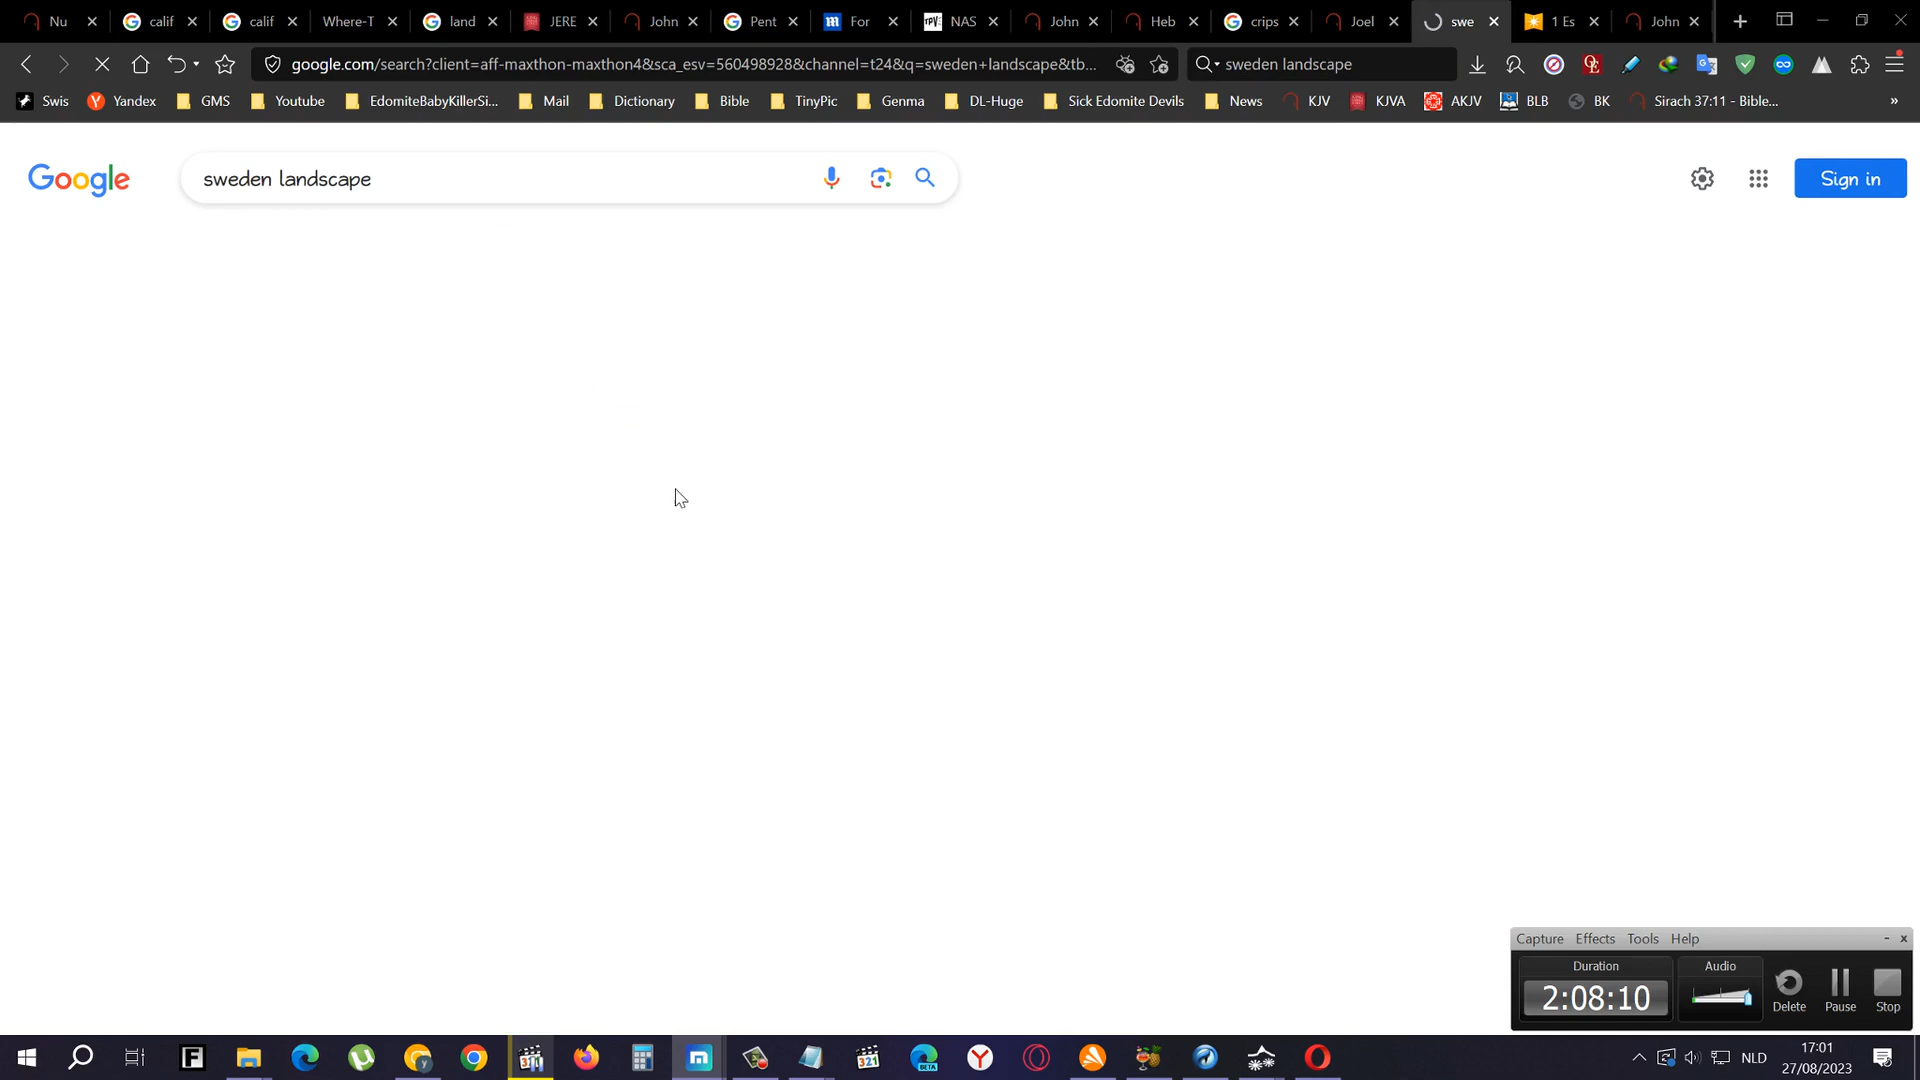 Nu
calif
calif
Where-T
land
JERE
John
Pent
For
NAS
John
Heb
crips
Joel
swe
1 Es
John
google.com/search?client=aff-maxthon-maxthon4&sca_esv=560498928&channel=t24&q=sweden+landscape&tb...
sweden landscape
Swis
Yandex
GMS
Youtube
EdomiteBabyKillerSi...
Mail
Dictionary
Bible
TinyPic
Genma
DL-Huge
Sick Edomite Devils
News
KJV
KJVA
AKJV
BLB
BK
Sirach 37:11 - Bible...
»
Google
sweden landscape
Sign in
Capture Effects Tools Help
Duration
Audio
2:08:10
Delete
Pause
Stop
NLD
17:01
27/08/2023